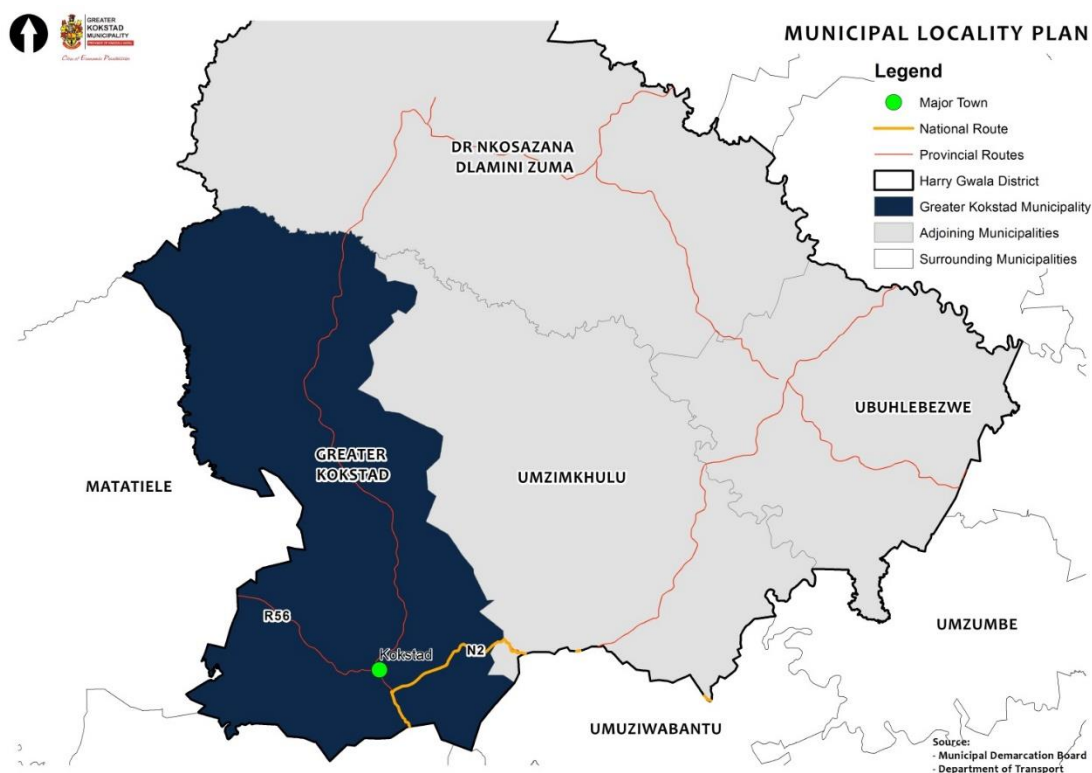 GREATER
KOKSTAD
MUNICIPALITY
MUNICIPAL LOCALITY PLAN
Legend
Major Town
National Route
Provincial Routes
Harry Gwala District
Greater Kokstad Municipality
Adjoining Municipalities
Surrounding Municipalities
DR NKOSAZANA
DLAMINI ZUMA
UBUHLEBEZWE
GREATER
KOKSTAD
UMZIMKHULU
MATATIELE
R56
UMZUMBE
Kokstad
N2
UMUZIWABANTU
Source:
- Municipal Demarcation Board
- Department of Transport